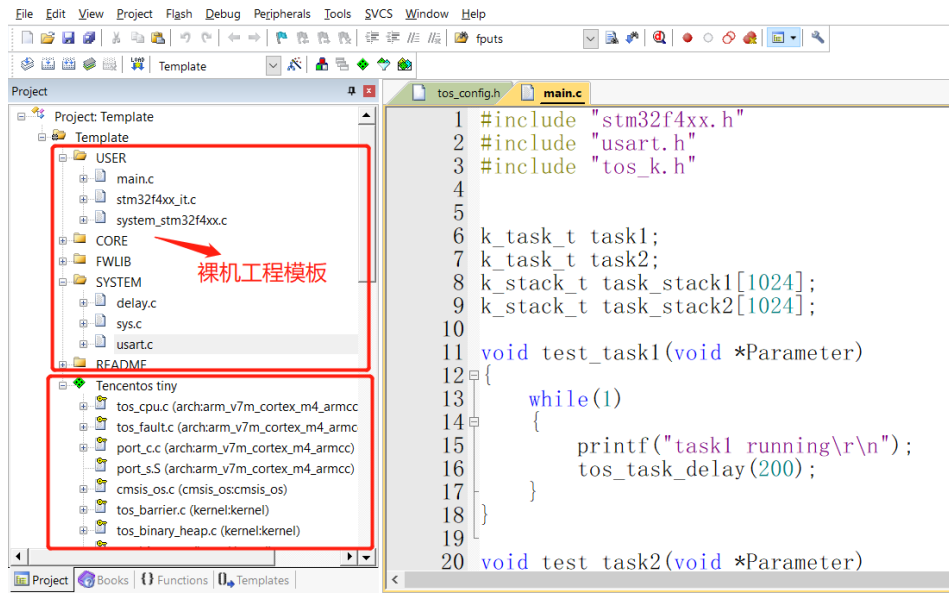 File Edit View Project Flash Debug Peripherals Tools SVCS Window Help
fputs
Template
Project
Project: Template
Template
USER
main.c
stm32f4xx_it.c
system_stm32f4xx.c
CORE
FWLIB
SYSTEM
delay.c
sys.c
usart.c
README
裸机工程模板
Tencentos tiny
tos_cpu.c (arch:arm_v7m_cortex_m4_armcc
tos_fault.c (arch:arm_v7m_cortex_m4_armc
port_c.c (arch:arm_v7m_cortex_m4_armcc)
port_s.S (arch:arm_v7m_cortex_m4_armcc)
cmsis_os.c (cmsis_os:cmsis_os)
tos_barrier.c (kernel:kernel)
tos_binary_heap.c (kernel:kernel)
Project Books {} Functions Templates
tos_config.h main.c
1 #include "stm32f4xx.h"
2 #include "usart.h"
3 #include "tos_k.h"
4
5
6 k_task_t task1;
7 k_task_t task2;
8 k_stack_t task_stack1[1024];
9 k_stack_t task_stack2[1024];
10
11 void test_task1(void *Parameter)
12 {
13 while(1)
14 {
15 printf("task1 running\r\n");
16 tos_task_delay(200);
17 }
18 }
19
20 void test_task2(void *Parameter)